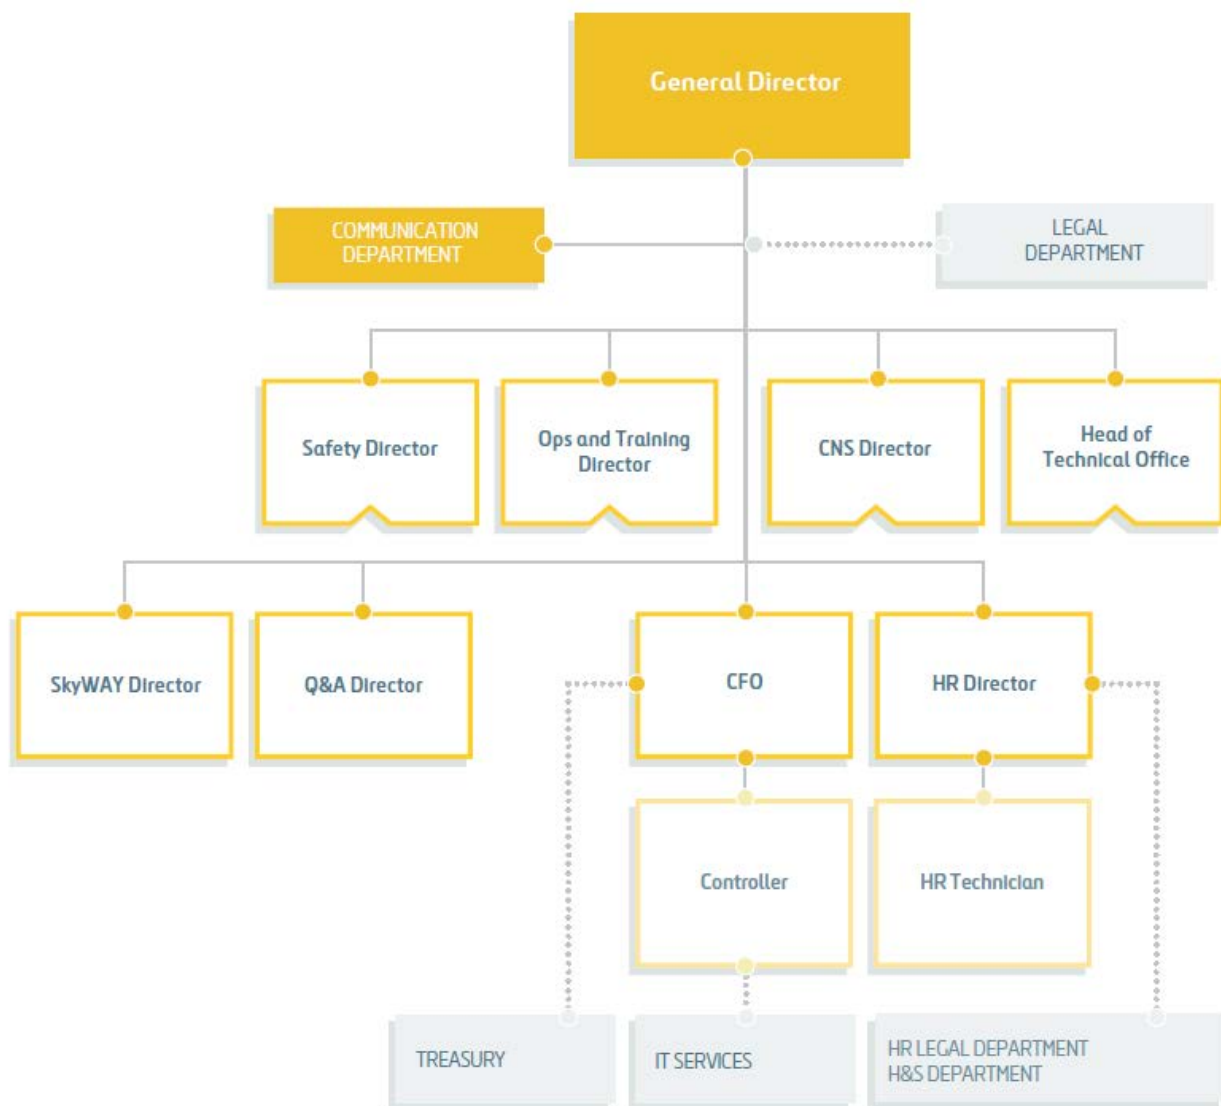 General Director
COMMUNICATION
DEPARTMENT
LEGAL
DEPARTMENT
Safety Director
Ops and Training
Director
CNS Director
Head of
Technical Office
SkyWAY Director
Q&A Director
CFO
HR Director
Controller
HR Technician
TREASURY
IT SERVICES
HR LEGAL DEPARTMENT
H&S DEPARTMENT